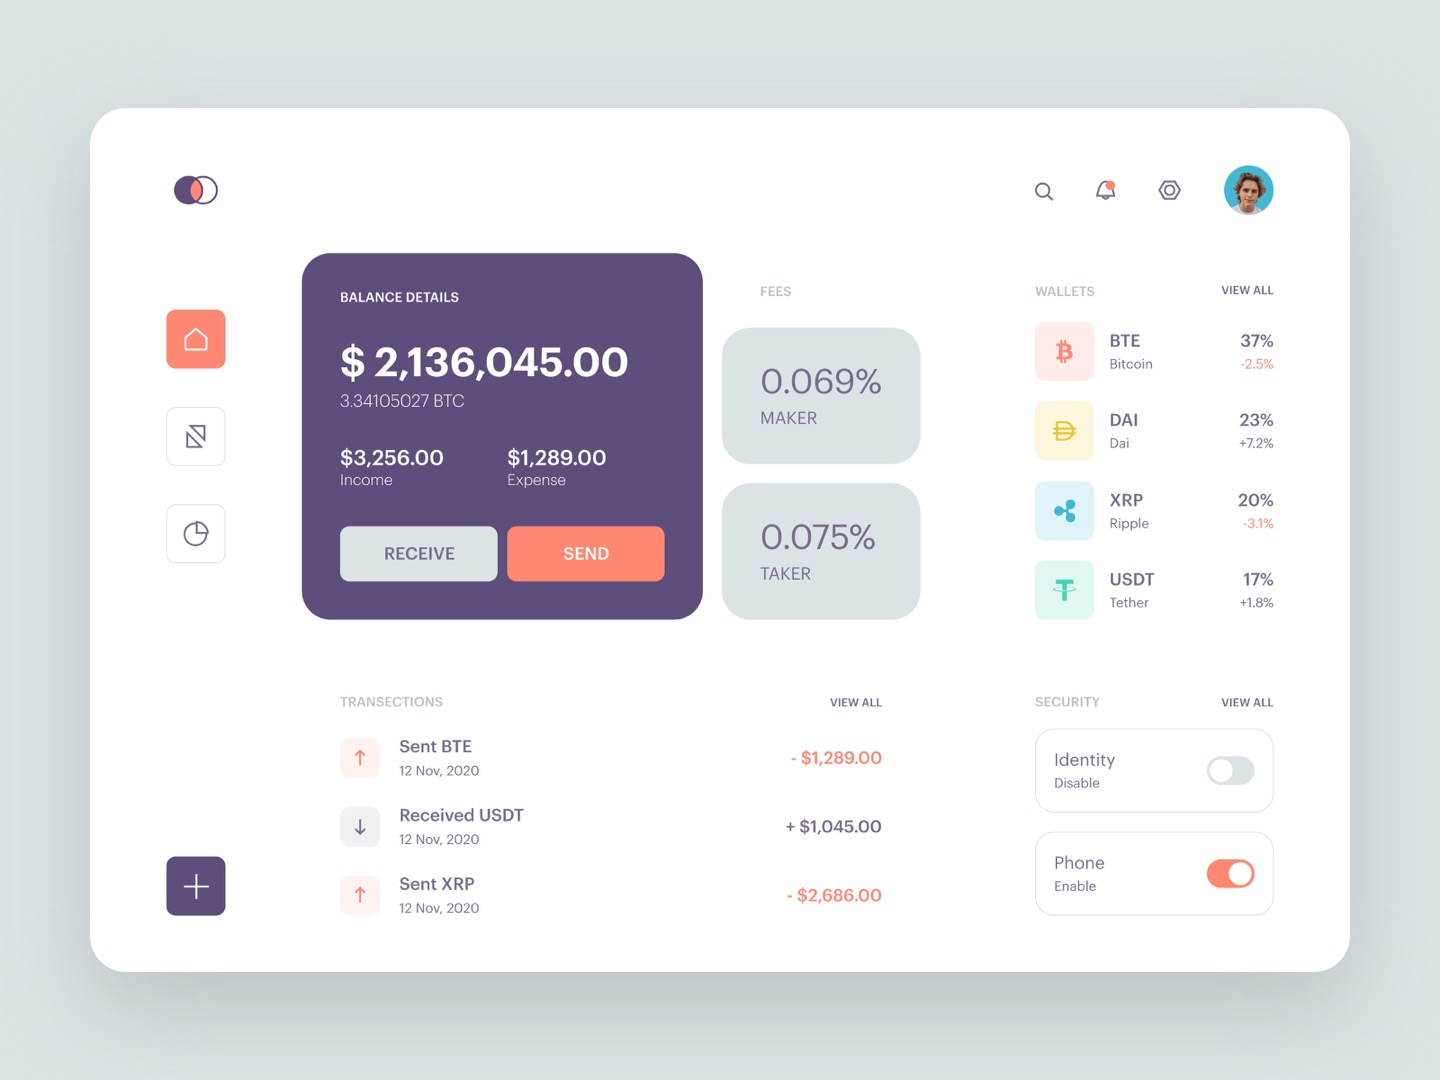 BALANCE DETAILS
$ 2,136,045.00
3.34105027 BTC
$3,256.00
Income
$1,289.00
Expense
RECEIVE
SEND
FEES
0.069%
MAKER
0.075%
TAKER
WALLETS
VIEW ALL
BTE
37%
Bitcoin
-2.5%
DAI
23%
Dai
+7.2%
XRP
20%
Ripple
-3.1%
USDT
17%
Tether
+1.8%
TRANSECTIONS
VIEW ALL
Sent BTE
12 Nov, 2020
- $1,289.00
Received USDT
12 Nov, 2020
+ $1,045.00
Sent XRP
12 Nov, 2020
- $2,686.00
SECURITY
VIEW ALL
Identity
Disable
Phone
Enable